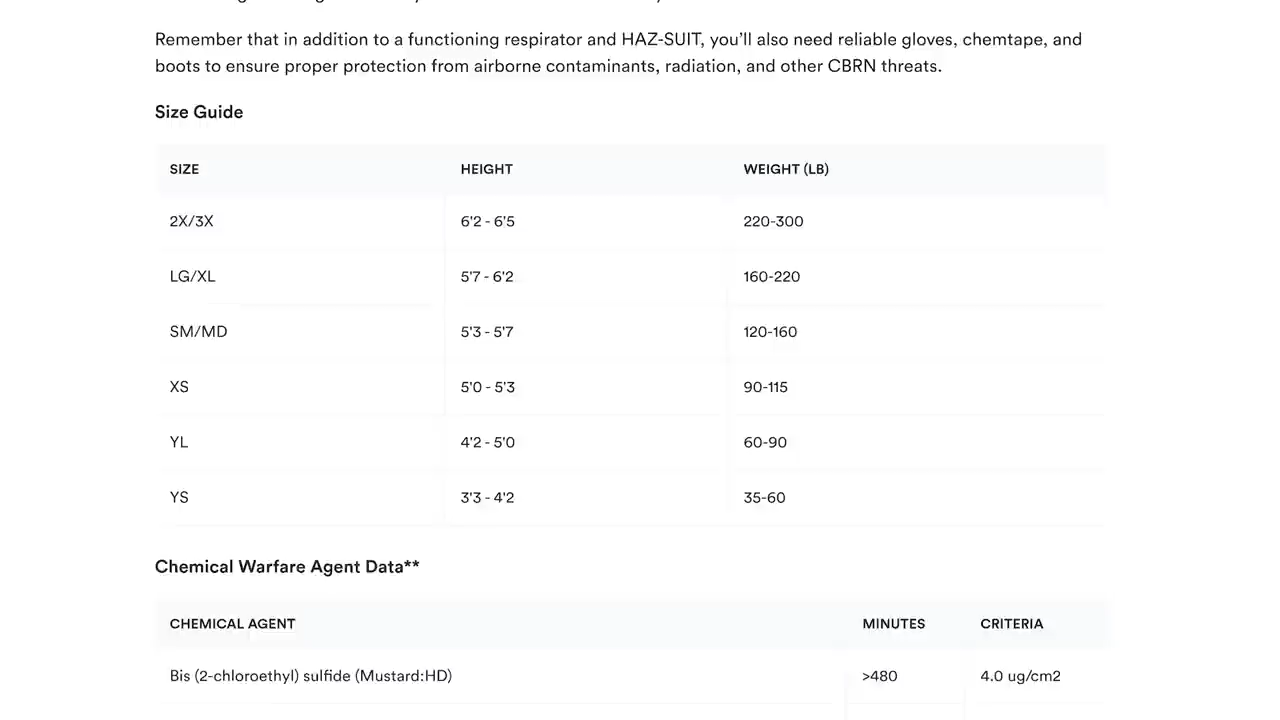 Remember that in addition to a functioning respirator and HAZ-SUIT, you’ll also need reliable gloves, chemtape, and
boots to ensure proper protection from airborne contaminants, radiation, and other CBRN threats.
Size Guide
SIZE HEIGHT WEIGHT (LB)
2X/3X 6'2 - 6'5 220-300
LG/XL 5'7 - 6'2 160-220
SM/MD 5'3 - 5'7 120-160
XS 5'0 - 5'3 90-115
YL 4'2 - 5'0 60-90
YS 3'3 - 4'2 35-60
Chemical Warfare Agent Data**
CHEMICAL AGENT MINUTES CRITERIA
Bis (2-chloroethyl) sulfide (Mustard:HD) >480 4.0 ug/cm2